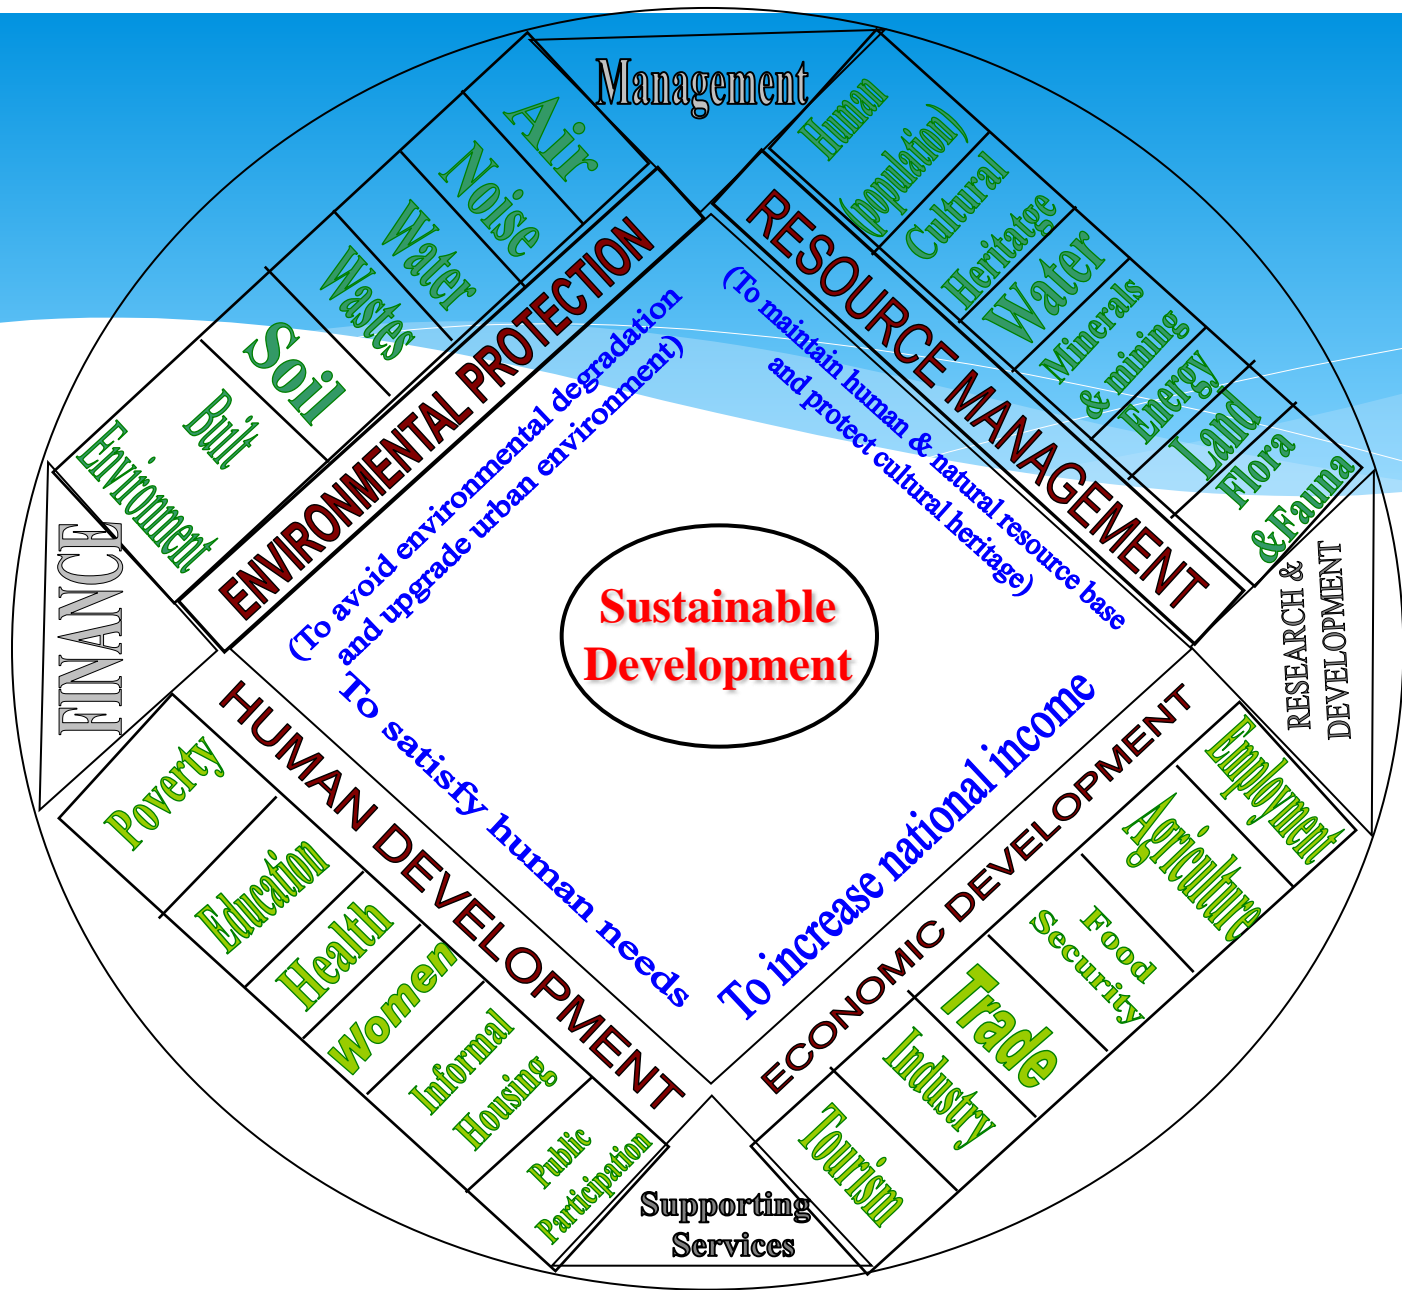 Management
Air
Noise
Water
Wastes
Soil
Built
Environment
ENVIRONMENTAL PROTECTION
(To avoid environmental degradation
and upgrade urban environment)
Human
(population)
Cultural
Heritatge
Water
Minerals
& mining
Energy
Land
Flora
&Fauna
RESOURCE MANAGEMENT
(To maintain human & natural resource base
and protect cultural heritage)
FINANCE
Sustainable
Development
RESEARCH &
DEVELOPMENT
HUMAN DEVELOPMENT
To satisfy human needs
Poverty
Education
Health
Women
Informal
Housing
Public
Participation
To increase national income
ECONOMIC DEVELOPMENT
Employment
Agriculture
Food
Security
Trade
Industry
Tourism
Supporting
Services